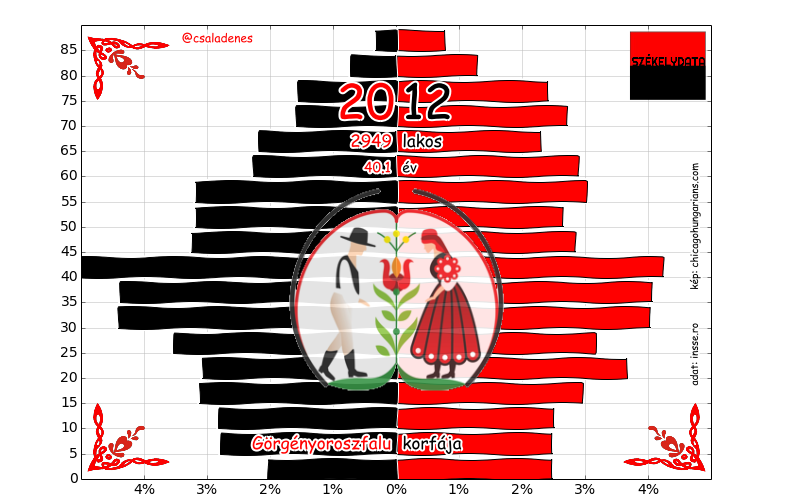 @csaladenes
SZÉKELYDATA
2012
2949 lakos
40.1 év
kép: chicagohungarians.com
adat: insse.ro
Görgényoroszfalu korfája
85
80
75
70
65
60
55
50
45
40
35
30
25
20
15
10
5
0
4% 3% 2% 1% 0% 1% 2% 3% 4%